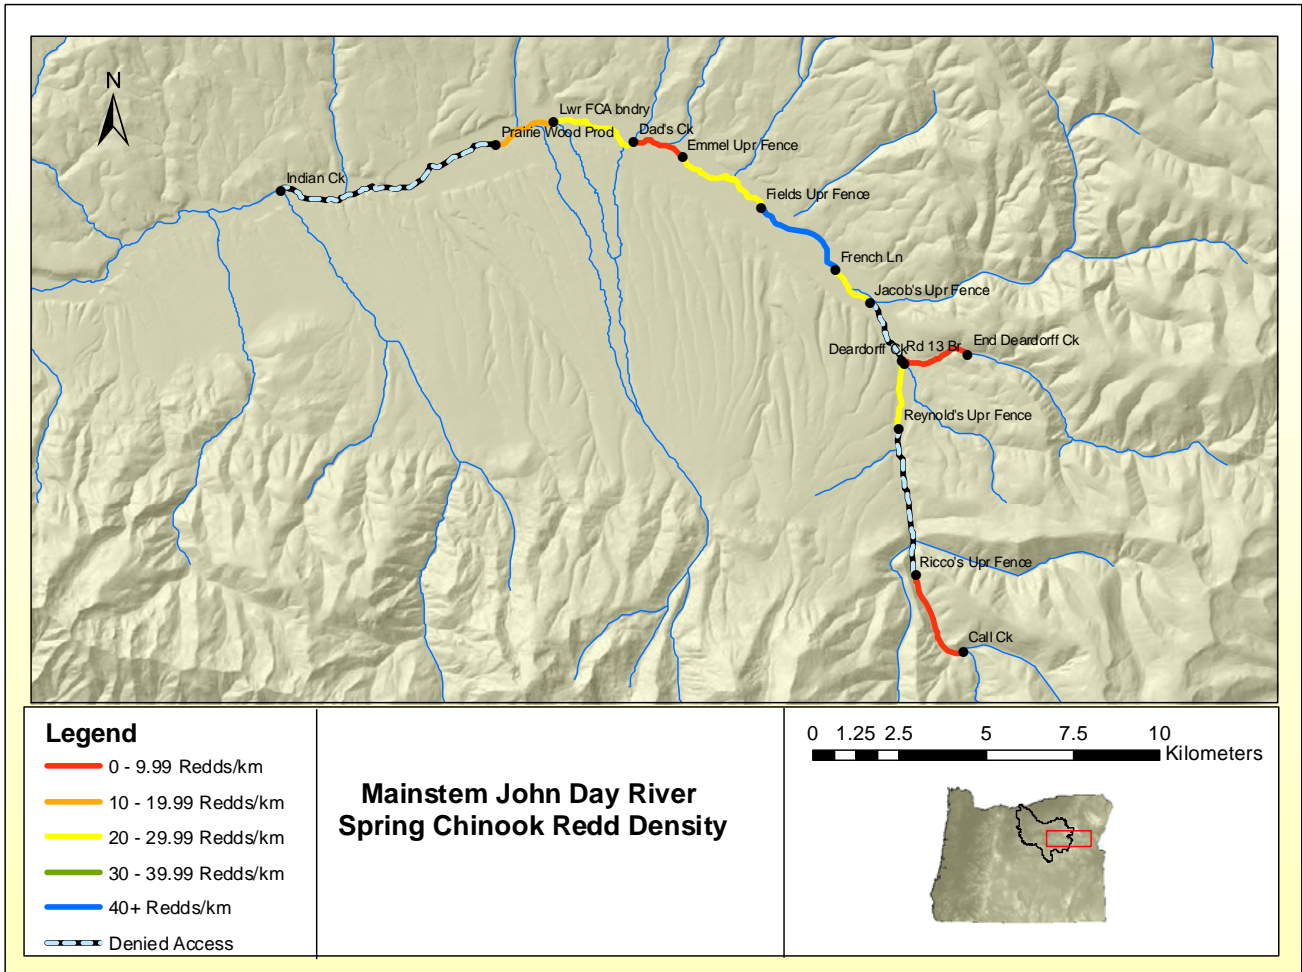 N
Lwr FCA bndry
Prairie Wood Prod
Dad's Ck
Emmel Upr Fence
Indian Ck
Fields Upr Fence
French Ln
Jacob's Upr Fence
Deardorff Ck
Rd 13 Br
End Deardorff Ck
Reynold's Upr Fence
Ricco's Upr Fence
Call Ck
Legend
0 - 9.99 Redds/km
10 - 19.99 Redds/km
20 - 29.99 Redds/km
30 - 39.99 Redds/km
40+ Redds/km
Denied Access
Mainstem John Day River
Spring Chinook Redd Density
0 1.25 2.5 5 7.5 10
Kilometers